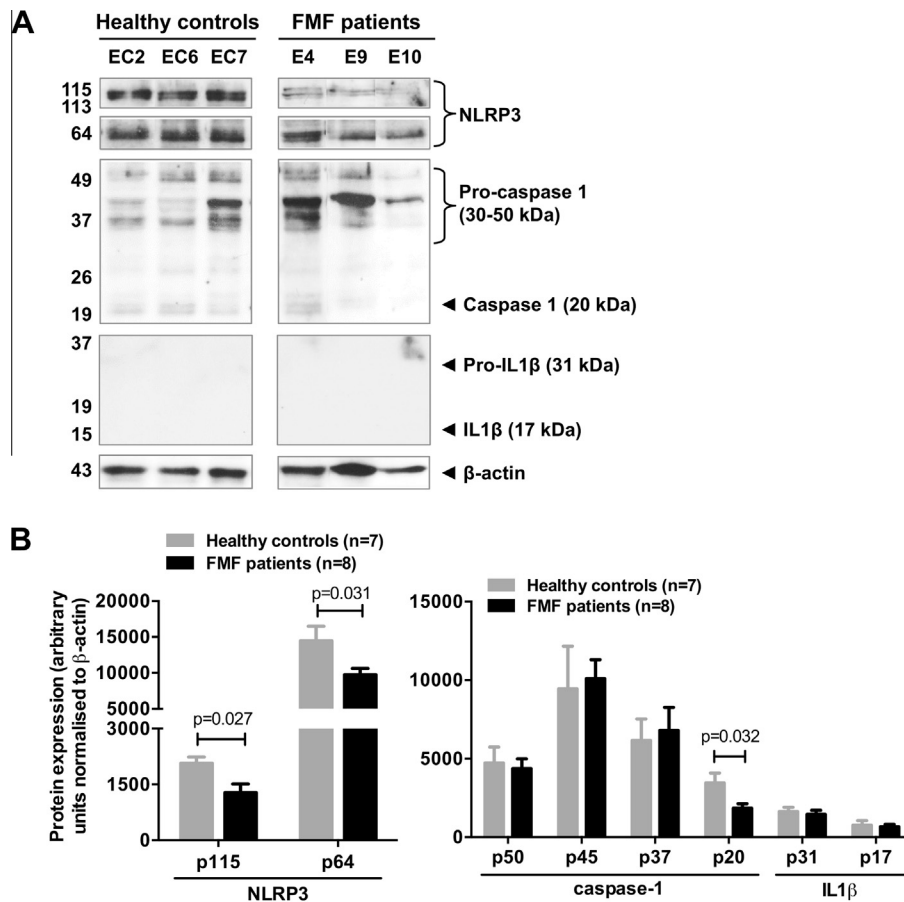 A
Healthy controls
FMF patients
EC2 EC6 EC7
E4 E9 E10
115
113
64
NLRP3
49
37
26
19
Pro-caspase 1
(30-50 kDa)
◄ Caspase 1 (20 kDa)
37
19
15
◄ Pro-IL1β (31 kDa)
◄ IL1β (17 kDa)
43
◄ β-actin
B
Healthy controls (n=7)
FMF patients (n=8)
Protein expression (arbitrary
units normalised to β-actin)
20000
15000
10000
5000
3000
1500
0
p=0.027
p=0.031
p115
p64
NLRP3
Healthy controls (n=7)
FMF patients (n=8)
15000
10000
5000
0
p=0.032
p50 p45 p37 p20 p31 p17
caspase-1
IL1β